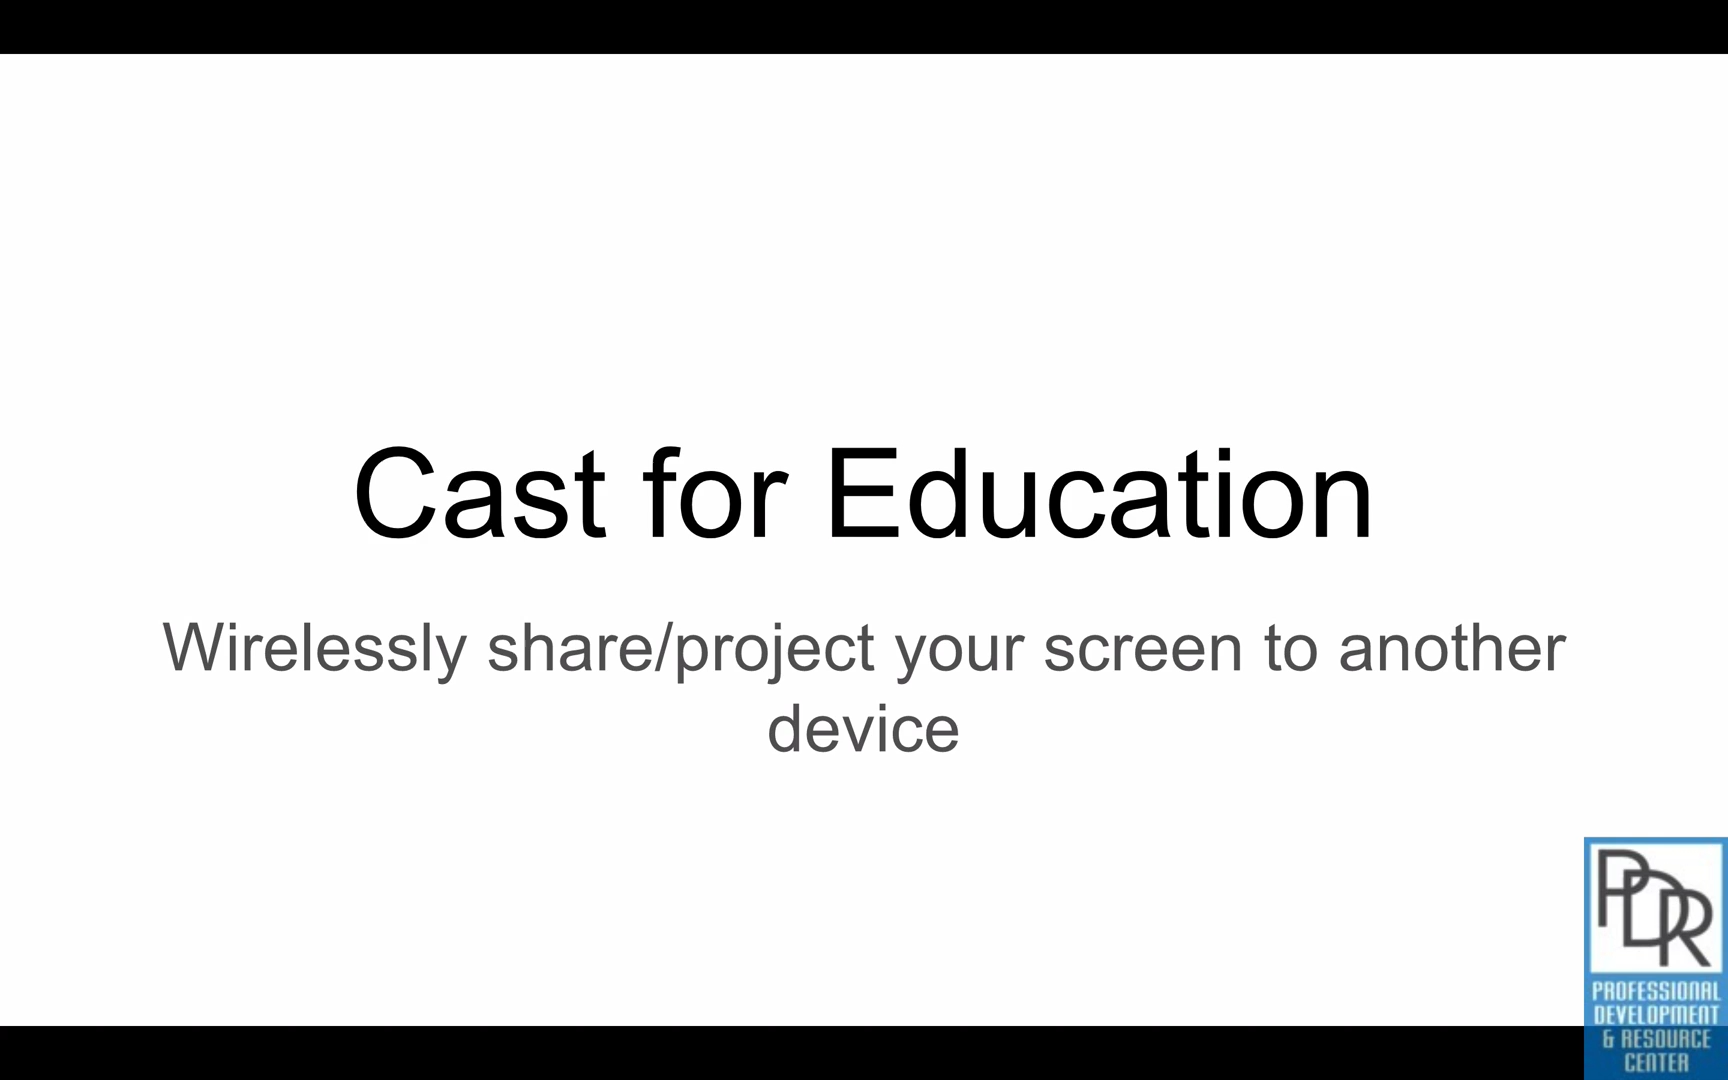 Cast for Education
Wirelessly share/project your screen to another
device
PDR
PROFESSIONAL
DEVELOPMENT
& RESOURCE
CENTER